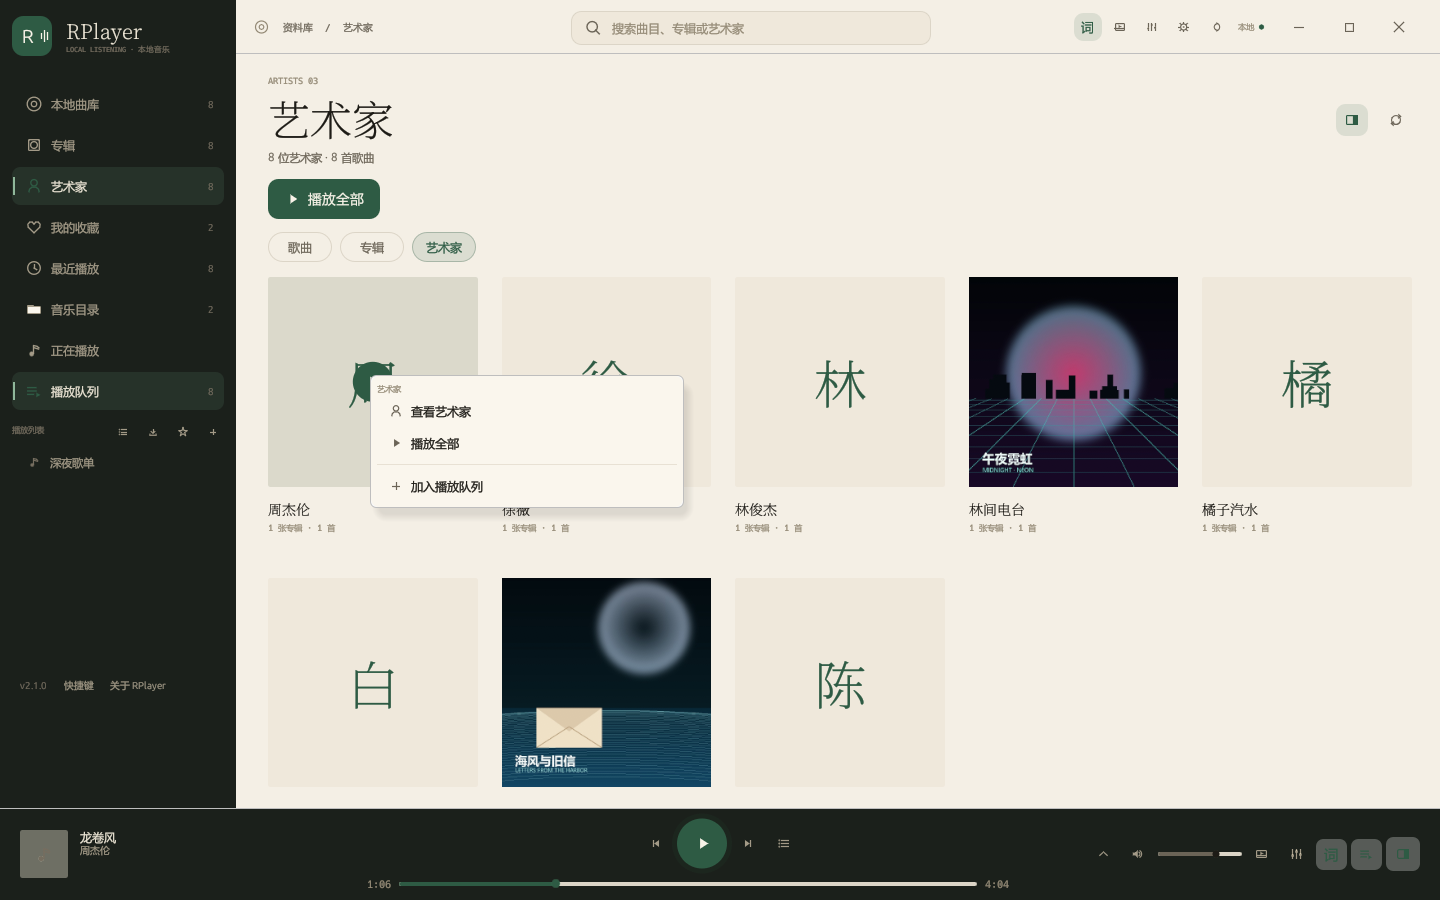 R
RPlayer
LOCAL LISTENING · 本地音乐
本地曲库 8
专辑 8
艺术家 8
我的收藏 2
最近播放 8
音乐目录 2
正在播放
播放队列 8
播放列表
深夜歌单
v2.1.0 快捷键 关于 RPlayer
资料库 / 艺术家
搜索曲目、专辑或艺术家
词
本地
ARTISTS 03
艺术家
8 位艺术家 · 8 首歌曲
播放全部
歌曲 专辑 艺术家
林
橘
午夜霓虹
MIDNIGHT NEON
艺术家
查看艺术家
播放全部
加入播放队列
周杰伦
1 张专辑 · 1 首
徐薇
1 张专辑 · 1 首
林俊杰
1 张专辑 · 1 首
林间电台
1 张专辑 · 1 首
橘子汽水
1 张专辑 · 1 首
白
海风与旧信
LETTERS FROM THE HARBOR
陈
龙卷风
周杰伦
1:06
4:04
词